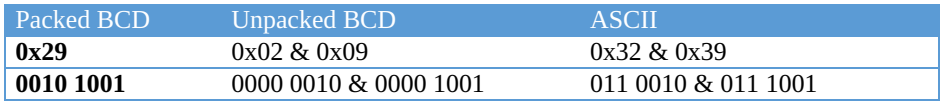 Packed BCD Unpacked BCD ASCII
0x29 0x02 & 0x09 0x32 & 0x39
0010 1001 0000 0010 & 0000 1001 011 0010 & 011 1001